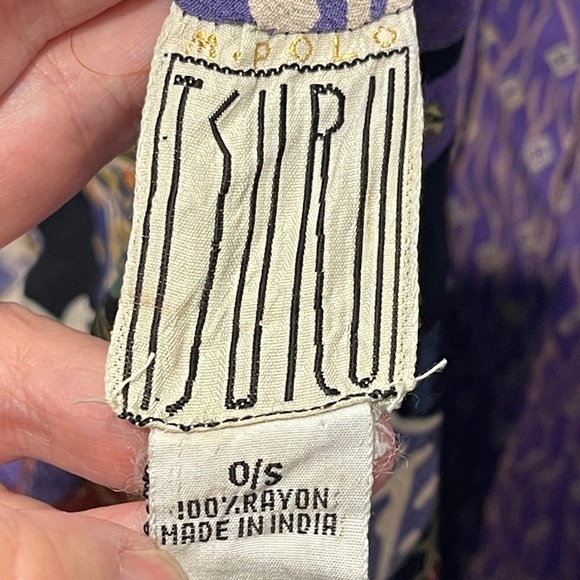 M. POLO
TSURU
O/S
100% RAYON
MADE IN INDIA